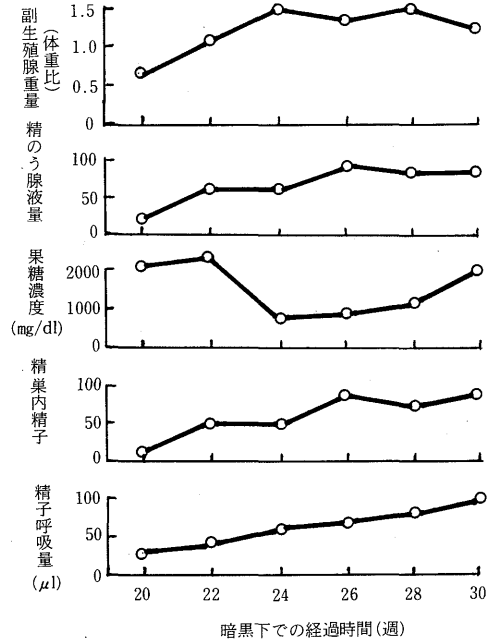 副生殖腺重量
(体重比)
1.5
1.0
0.5
0
精のう腺液量
100
50
0
果糖濃度
(mg/dl)
2000
1000
0
精巣内精子
100
50
0
精子呼吸量
(μl)
100
50
0
20 22 24 26 28 30
暗黒下での経過時間(週)